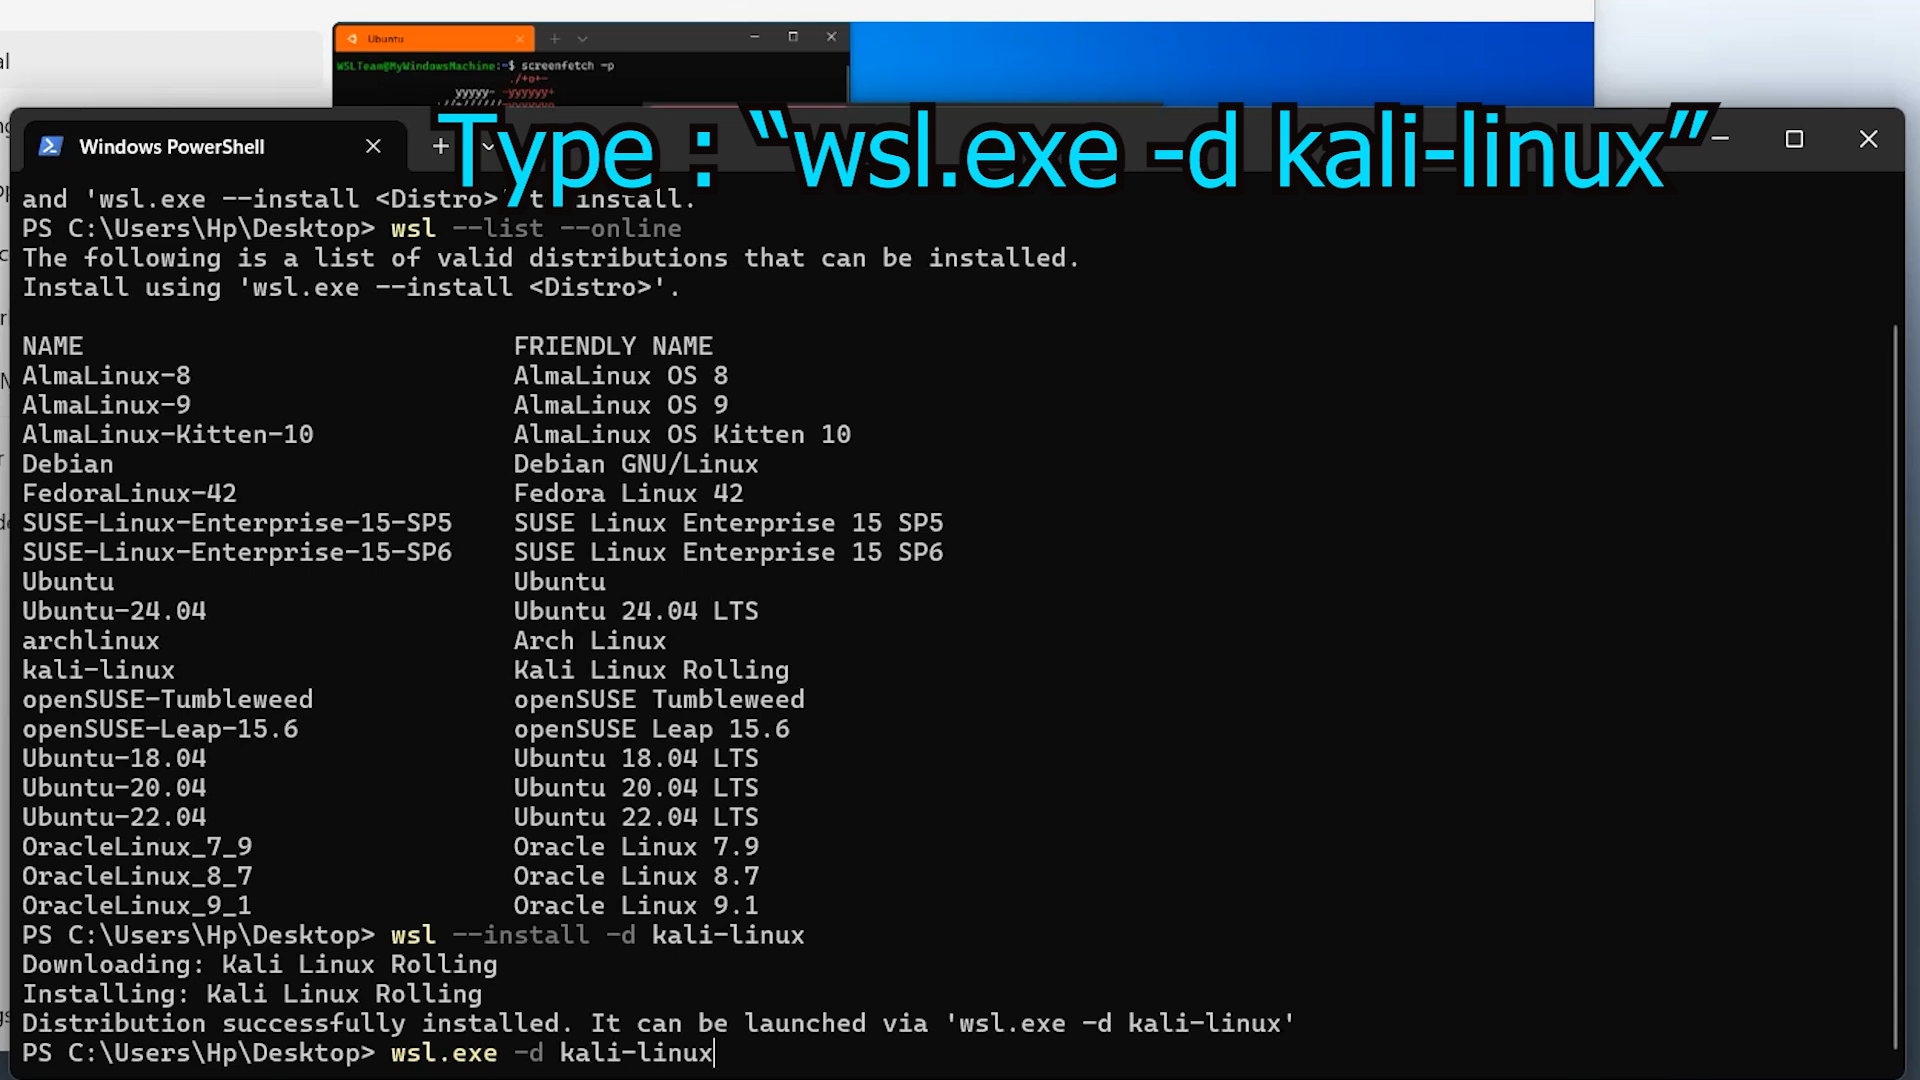 Ubuntu
WSLTeam@MyWindowsMachine:~$ screenfetch -p
./+o+-
yyyyy- -yyyyyy+
Type : “wsl.exe -d kali-linux”
Windows PowerShell
and 'wsl.exe --install <Distro>' t install.
PS C:\Users\Hp\Desktop> wsl --list --online
The following is a list of valid distributions that can be installed.
Install using 'wsl.exe --install <Distro>'.
NAME FRIENDLY NAME
AlmaLinux-8 AlmaLinux OS 8
AlmaLinux-9 AlmaLinux OS 9
AlmaLinux-Kitten-10 AlmaLinux OS Kitten 10
Debian Debian GNU/Linux
FedoraLinux-42 Fedora Linux 42
SUSE-Linux-Enterprise-15-SP5 SUSE Linux Enterprise 15 SP5
SUSE-Linux-Enterprise-15-SP6 SUSE Linux Enterprise 15 SP6
Ubuntu Ubuntu
Ubuntu-24.04 Ubuntu 24.04 LTS
archlinux Arch Linux
kali-linux Kali Linux Rolling
openSUSE-Tumbleweed openSUSE Tumbleweed
openSUSE-Leap-15.6 openSUSE Leap 15.6
Ubuntu-18.04 Ubuntu 18.04 LTS
Ubuntu-20.04 Ubuntu 20.04 LTS
Ubuntu-22.04 Ubuntu 22.04 LTS
OracleLinux_7_9 Oracle Linux 7.9
OracleLinux_8_7 Oracle Linux 8.7
OracleLinux_9_1 Oracle Linux 9.1
PS C:\Users\Hp\Desktop> wsl --install -d kali-linux
Downloading: Kali Linux Rolling
Installing: Kali Linux Rolling
Distribution successfully installed. It can be launched via 'wsl.exe -d kali-linux'
PS C:\Users\Hp\Desktop> wsl.exe -d kali-linux